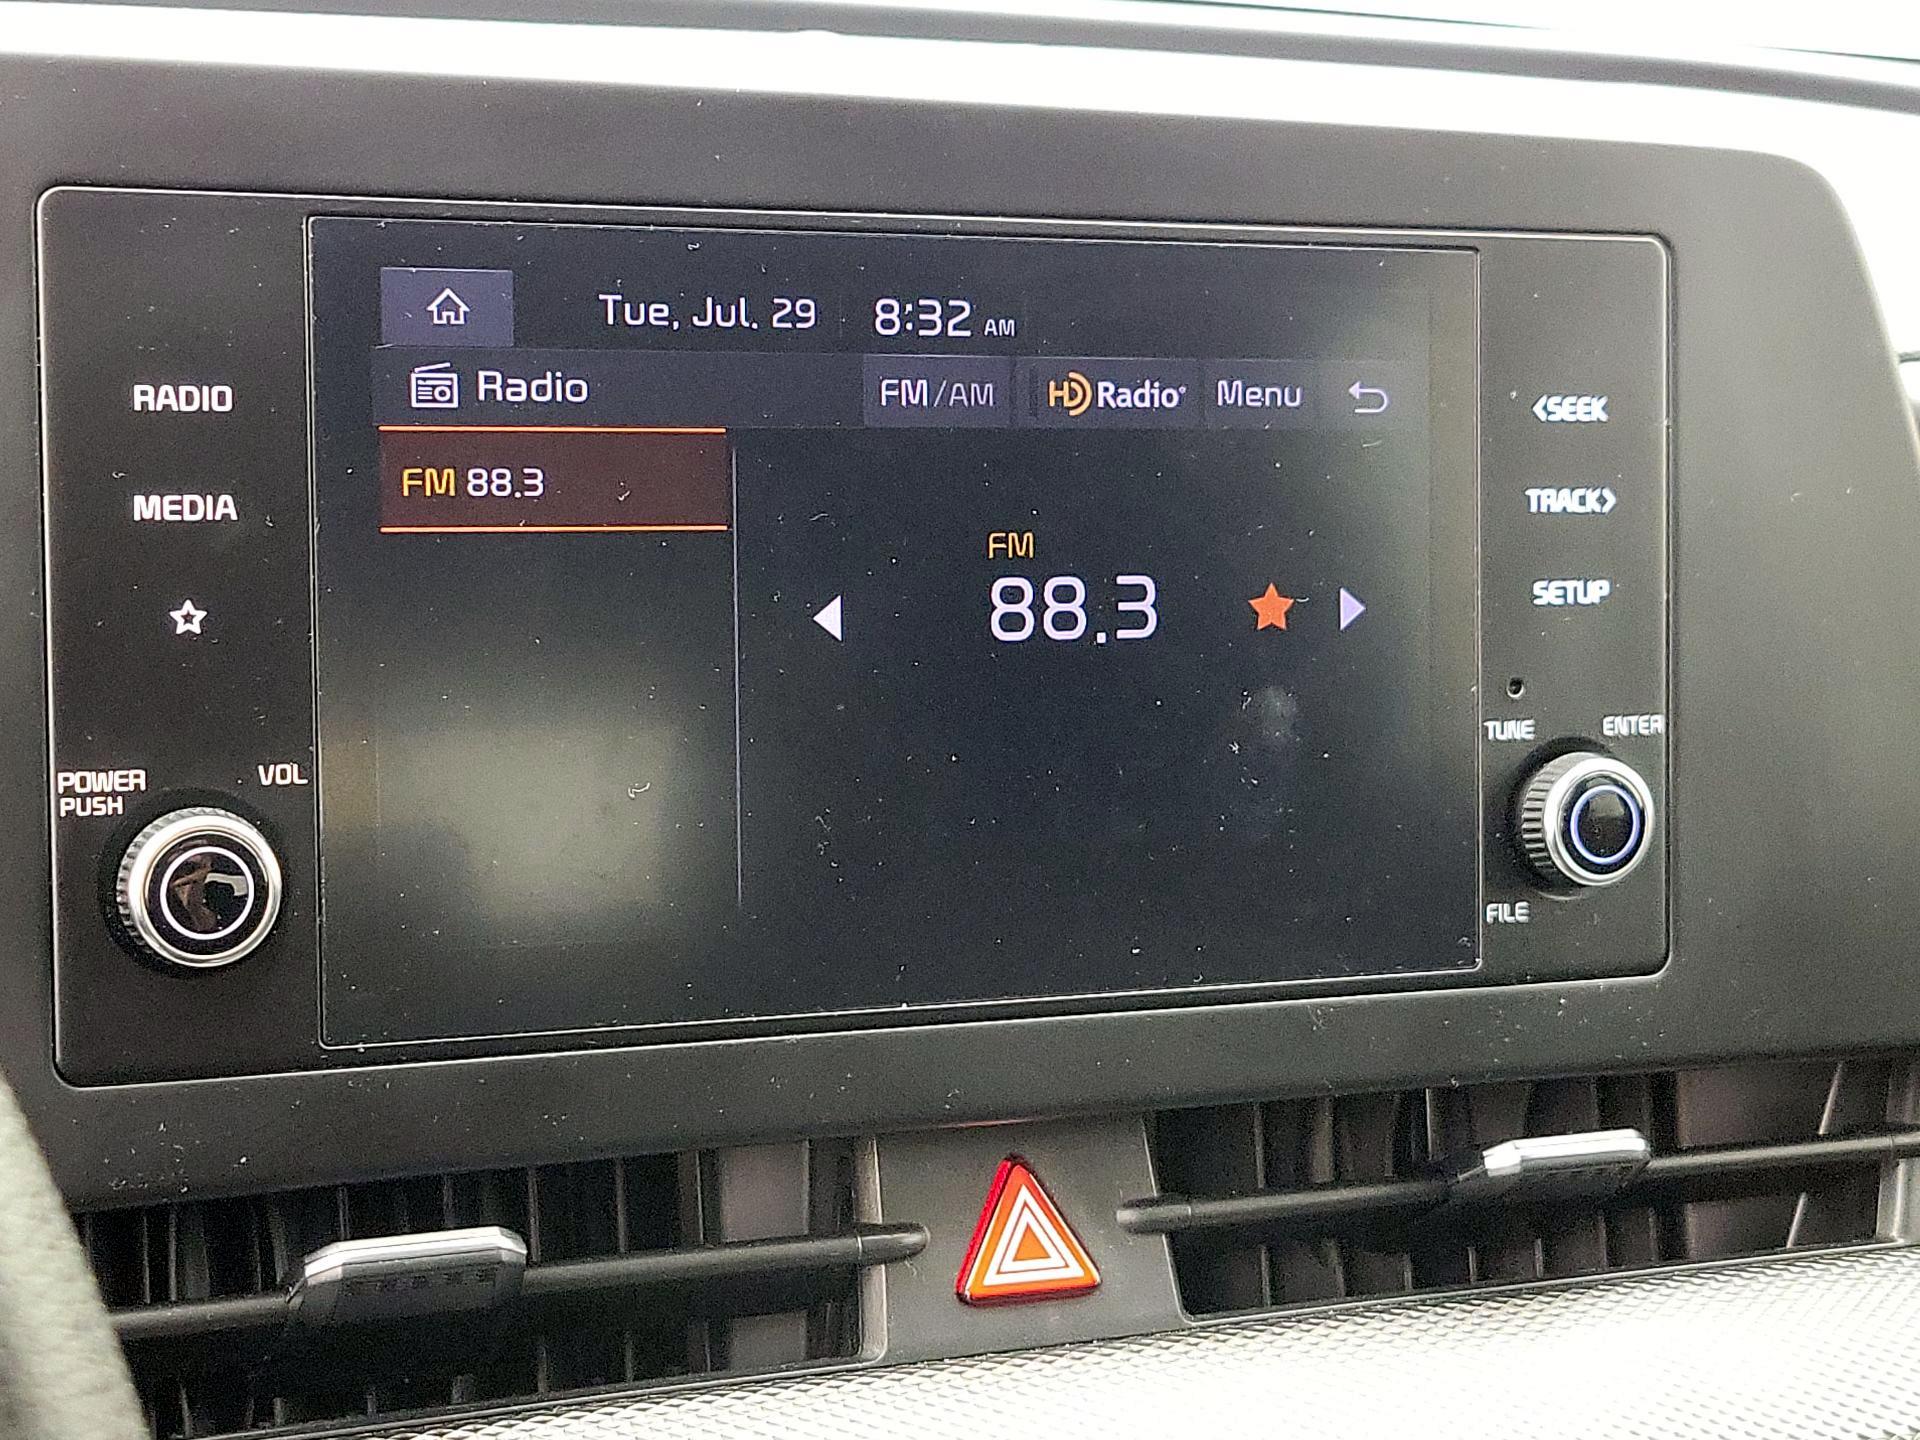 Tue, Jul. 29 8:32 AM
Radio FM/AM HD Radio Menu
FM 88.3
FM
88.3
RADIO
MEDIA
POWER
PUSH
VOL
<SEEK
TRACK>
SETUP
TUNE
ENTER
FILE